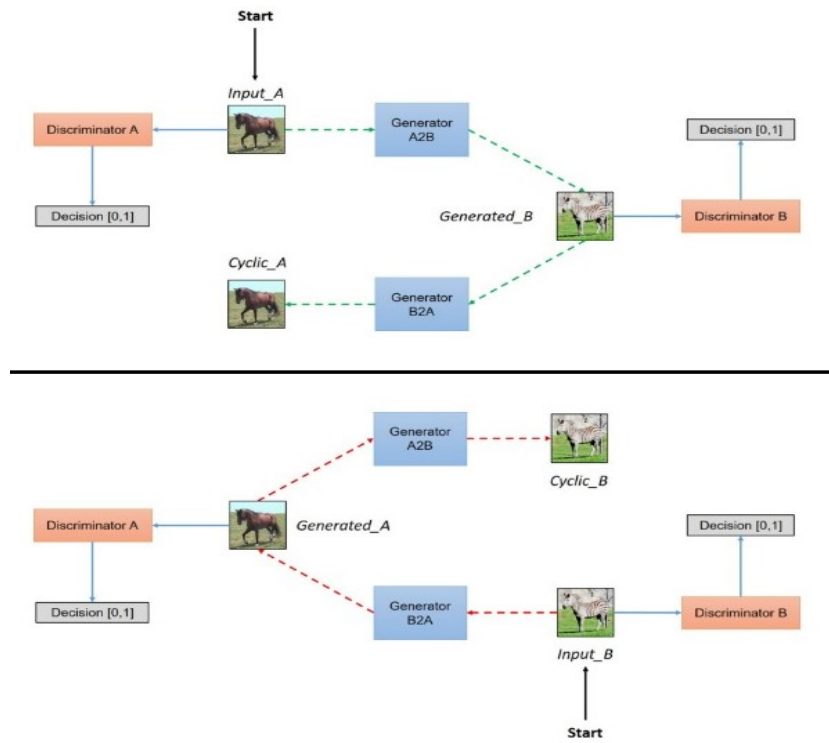 Start
Input_A
Discriminator A
Generator
A2B
Decision [0,1]
Decision [0,1]
Generated_B
Discriminator B
Cyclic_A
Generator
B2A
Generator
A2B
Cyclic_B
Discriminator A
Generated_A
Decision [0,1]
Decision [0,1]
Generator
B2A
Discriminator B
Input_B
Start